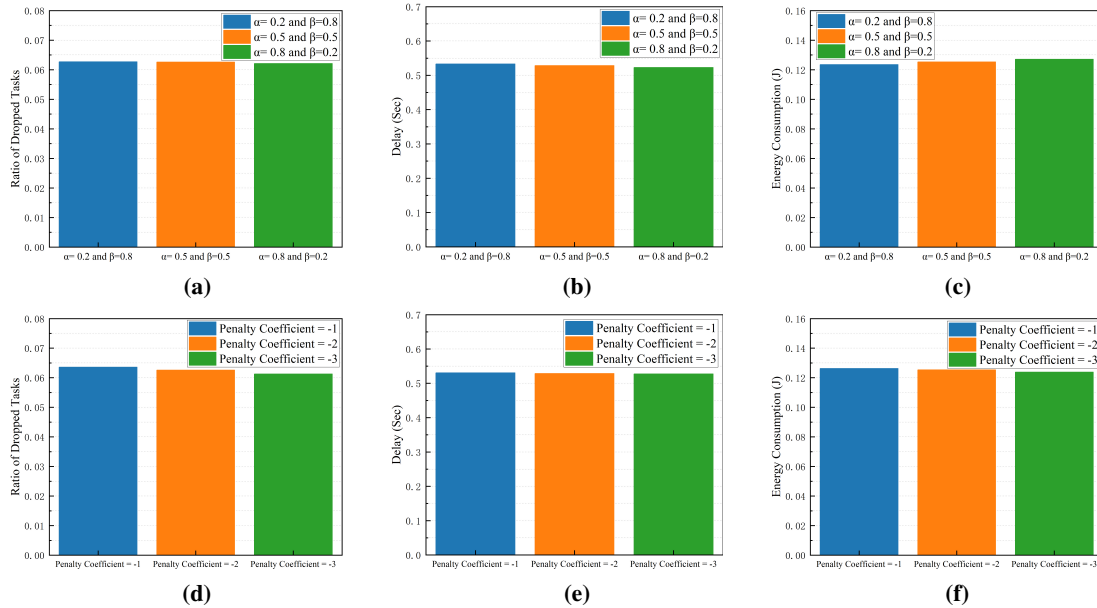 0. 08
0. 07
0. 06
0. 05
0. 04
0. 03
0. 02
0. 01
0. 00
Ratio of Dropped Tasks
α= 0.2 and β=0.8
α= 0.5 and β=0.5
α= 0.8 and β=0.2
α= 0.2 and β=0.8 α= 0.5 and β=0.5 α= 0.8 and β=0.2
(a)
0. 7
0. 6
0. 5
0. 4
0. 3
0. 2
0. 1
0. 0
Delay (Sec)
α= 0.2 and β=0.8
α= 0.5 and β=0.5
α= 0.8 and β=0.2
α= 0.2 and β=0.8 α= 0.5 and β=0.5 α= 0.8 and β=0.2
(b)
0. 16
0. 14
0. 12
0. 10
0. 08
0. 06
0. 04
0. 02
0. 00
Energy Consumption (J)
α= 0.2 and β=0.8
α= 0.5 and β=0.5
α= 0.8 and β=0.2
α= 0.2 and β=0.8 α= 0.5 and β=0.5 α= 0.8 and β=0.2
(c)
0. 08
0. 07
0. 06
0. 05
0. 04
0. 03
0. 02
0. 01
0. 00
Ratio of Dropped Tasks
Penalty Coefficient = -1
Penalty Coefficient = -2
Penalty Coefficient = -3
Penalty Coefficient = -1 Penalty Coefficient = -2 Penalty Coefficient = -3
(d)
0. 7
0. 6
0. 5
0. 4
0. 3
0. 2
0. 1
0. 0
Delay (Sec)
Penalty Coefficient = -1
Penalty Coefficient = -2
Penalty Coefficient = -3
Penalty Coefficient = -1 Penalty Coefficient = -2 Penalty Coefficient = -3
(e)
0. 16
0. 14
0. 12
0. 10
0. 08
0. 06
0. 04
0. 02
0. 00
Energy Consumption (J)
Penalty Coefficient = -1
Penalty Coefficient = -2
Penalty Coefficient = -3
Penalty Coefficient = -1 Penalty Coefficient = -2 Penalty Coefficient = -3
(f)